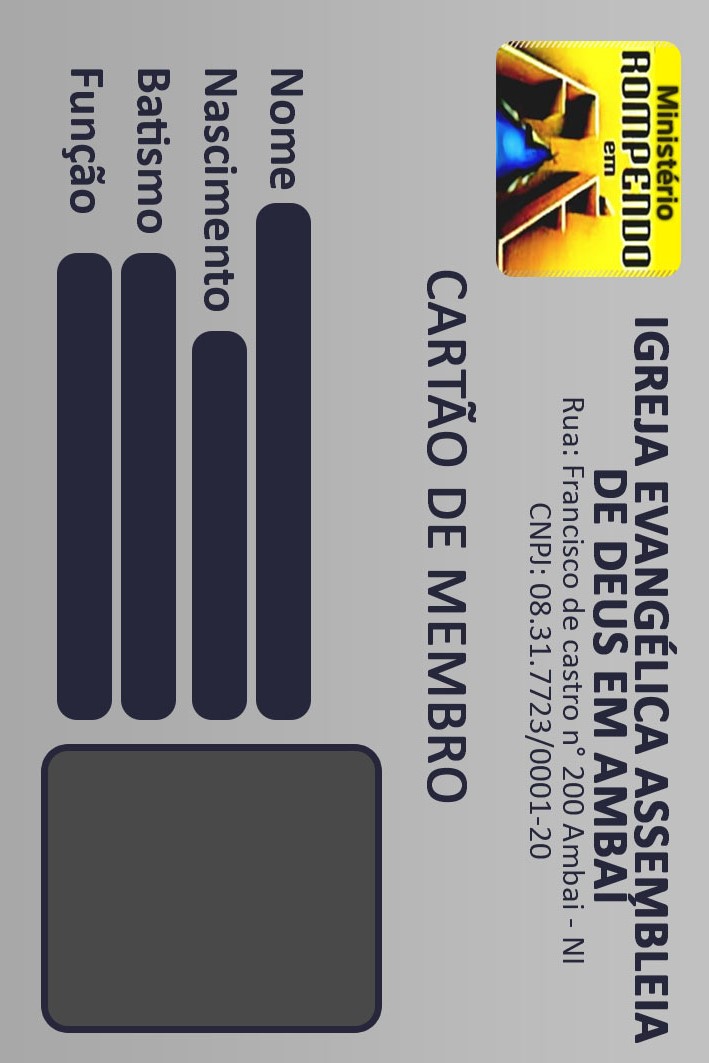 Ministério
ROMPENDO
em
IGREJA EVANGÉLICA ASSEMBLEIA
DE DEUS EM AMBAÍ
Rua: Francisco de castro n° 200 Ambai - NI
CNPJ: 08.31.7723/0001-20
CARTÃO DE MEMBRO
Nome
Nascimento
Batismo
Função